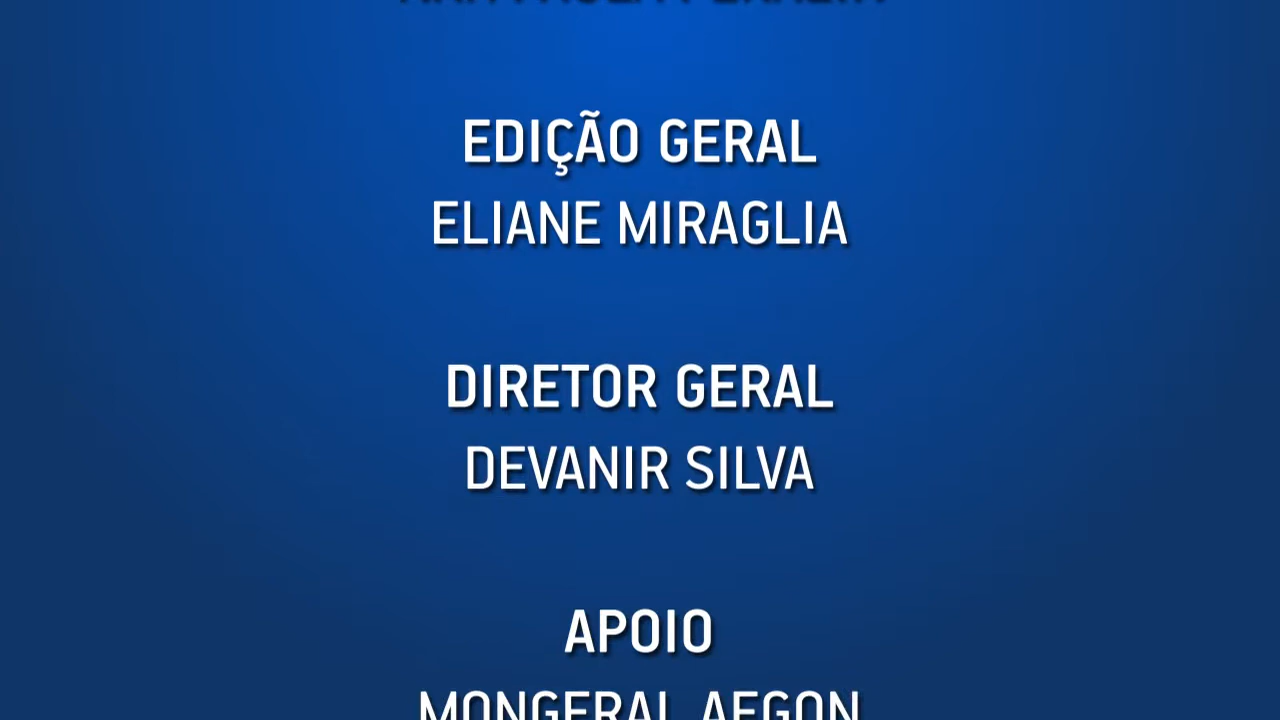 EDIÇÃO GERAL
ELIANE MIRAGLIA
DIRETOR GERAL
DEVANIR SILVA
APOIO
MONGERAL AEGON